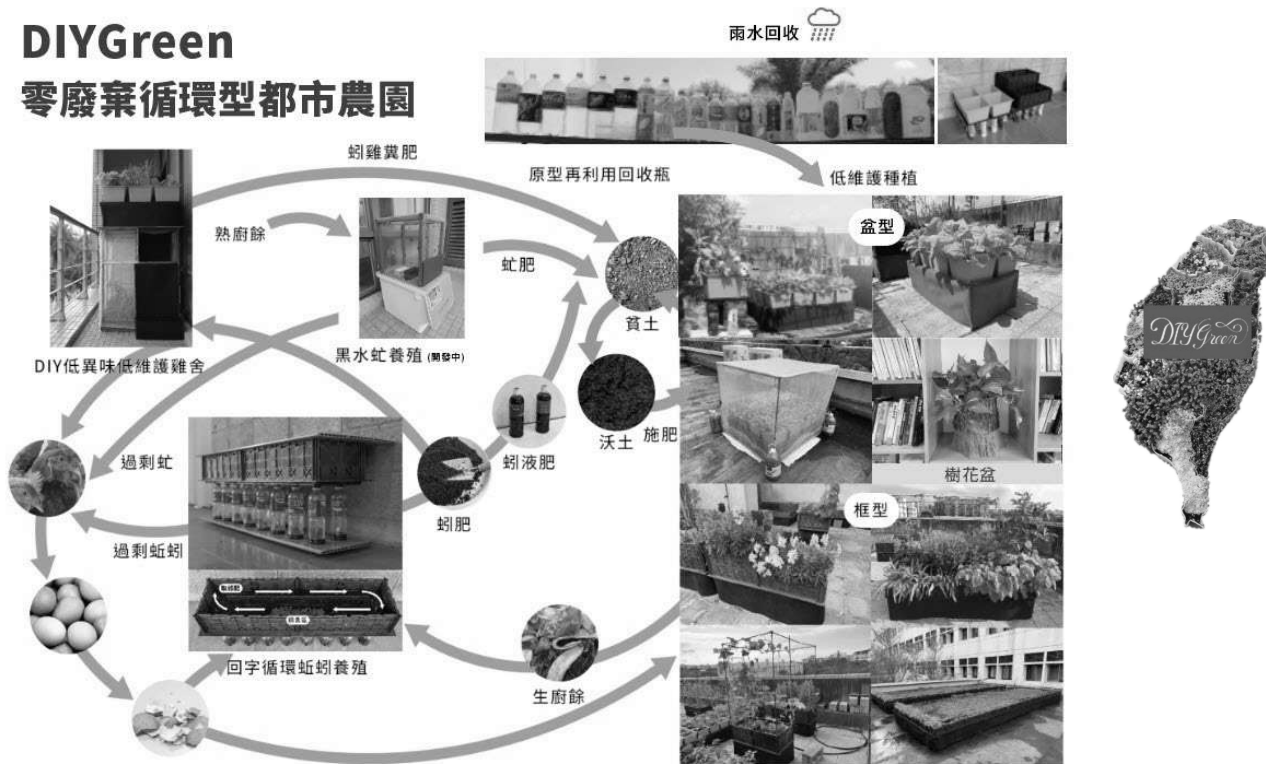 DIYGreen
零廢棄循環型都市農園
雨水回收
蚓雞糞肥
原型再利用回收瓶
低維護種植
熟廚餘
盆型
虻肥
貧土
DIY低異味低維護雞舍
黑水虻養殖 (開發中)
DIYGreen
沃土
施肥
過剩虻
蚓液肥
樹花盆
蚓肥
框型
過剩蚯蚓
生廚餘
回字循環蚯蚓養殖